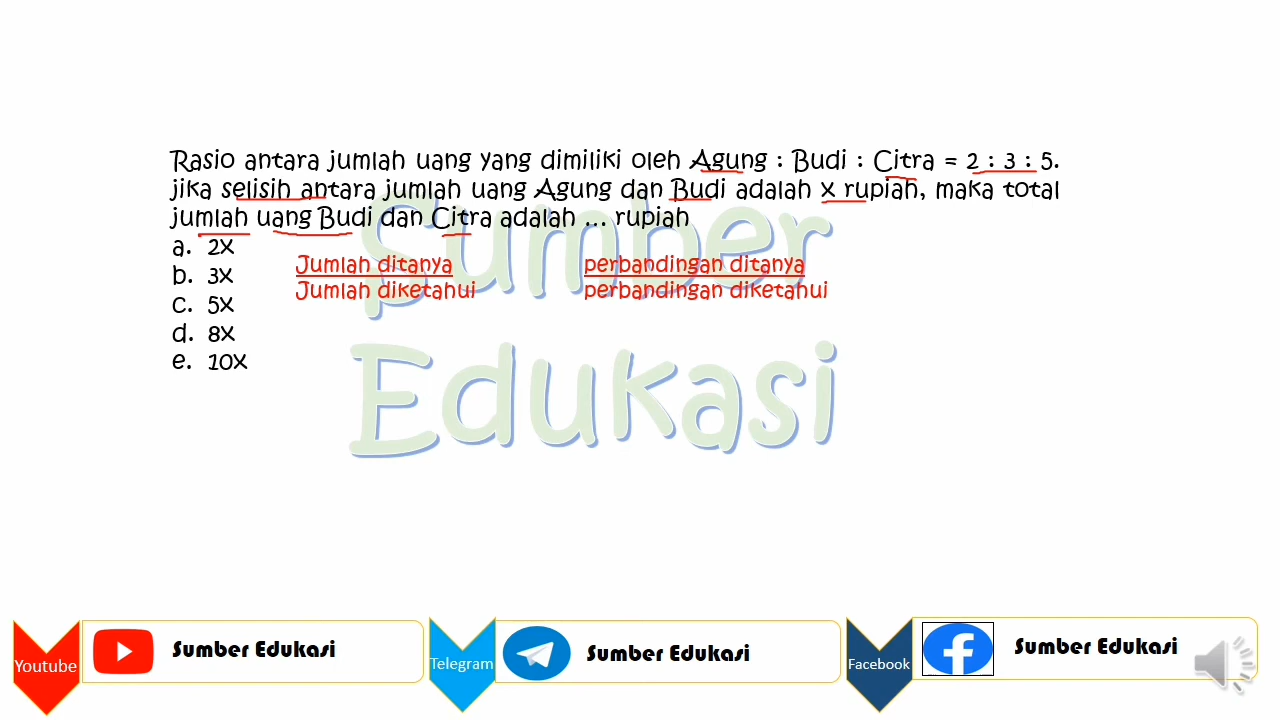 Rasio antara jumlah uang yang dimiliki oleh Agung : Budi : Citra = 2 : 3 : 5.
jika selisih antara jumlah uang Agung dan Budi adalah x rupiah, maka total
jumlah uang Budi dan Citra adalah ... rupiah
a. 2x
b. 3x
c. 5x
d. 8x
e. 10x
Jumlah ditanya perbandingan ditanya
Jumlah diketahui perbandingan diketahui
Sumber
Edukasi
Youtube Sumber Edukasi
Telegram Sumber Edukasi
Facebook Sumber Edukasi